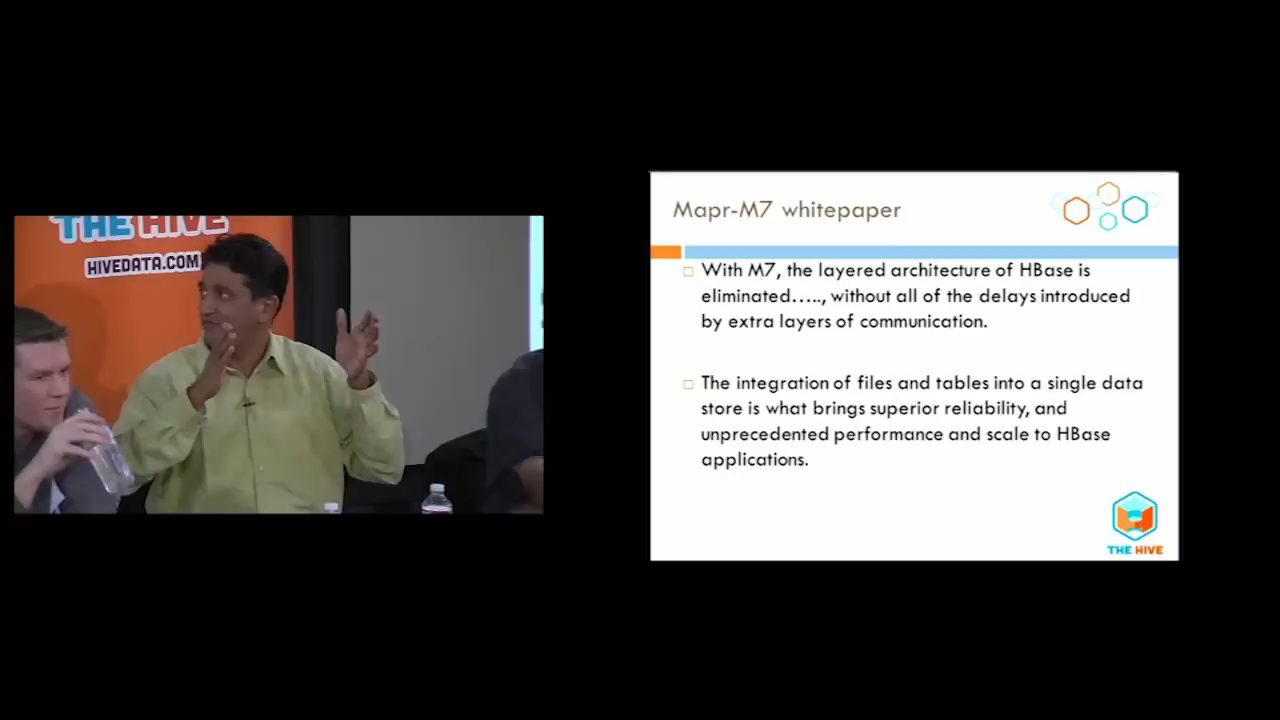 THE HIVE
HIVEDATA.COM
Mapr-M7 whitepaper
With M7, the layered architecture of HBase is
eliminated….., without all of the delays introduced
by extra layers of communication.
The integration of files and tables into a single data
store is what brings superior reliability, and
unprecedented performance and scale to HBase
applications.
THE HIVE